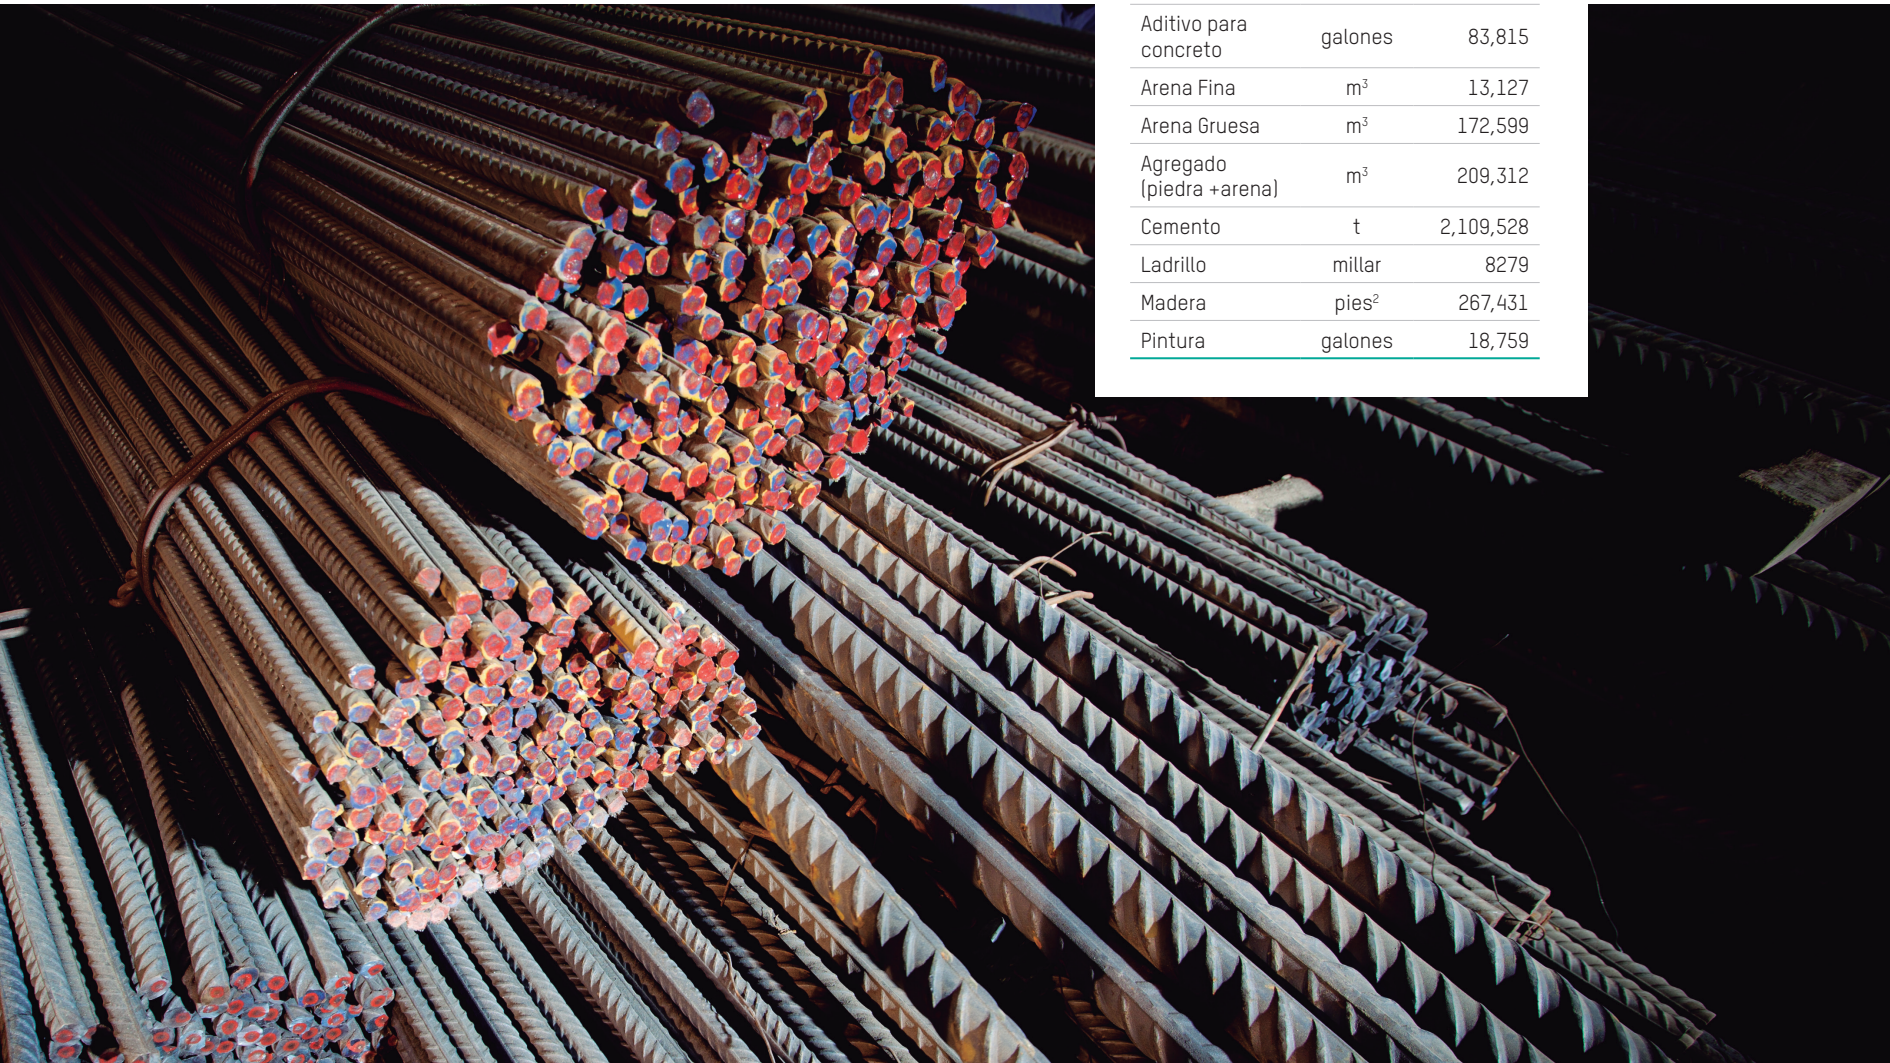 Aditivo para
concreto galones 83,815
Arena Fina m³ 13,127
Arena Gruesa m³ 172,599
Agregado
(piedra +arena) m³ 209,312
Cemento t 2,109,528
Ladrillo millar 8279
Madera pies² 267,431
Pintura galones 18,759